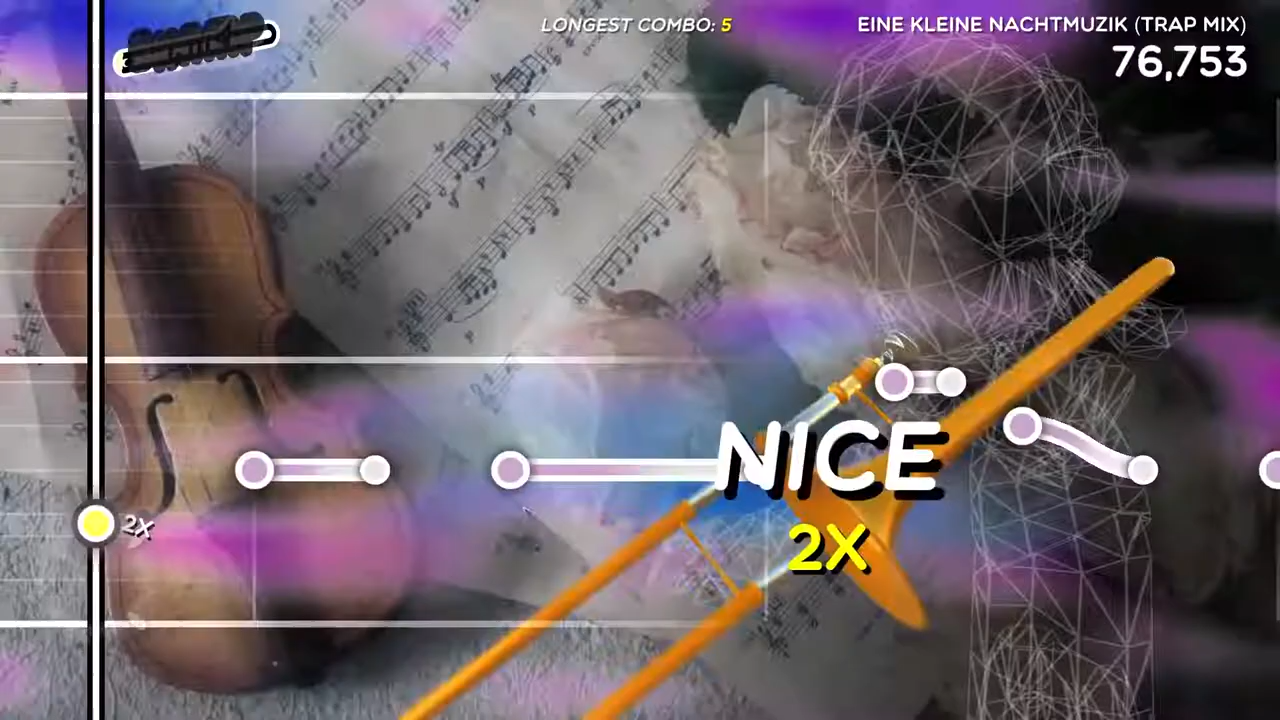 LONGEST COMBO: 5
EINE KLEINE NACHTMUZIK (TRAP MIX)
76,753
NICE
2X
2X